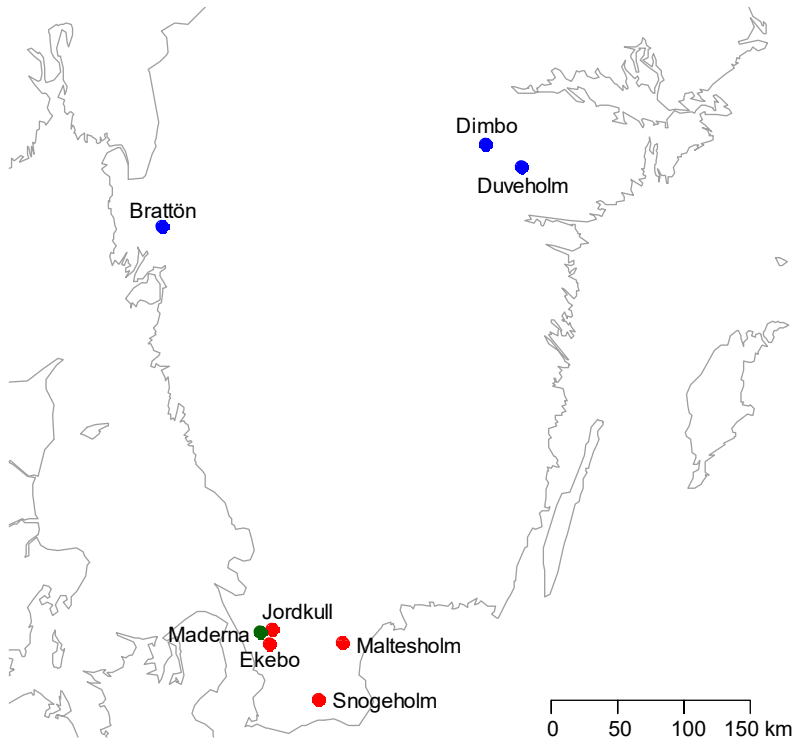 Dimbo
Duveholm
Brattön
Jordkull
Maderna
Maltesholm
Ekebo
Snogeholm
0 50 100 150 km